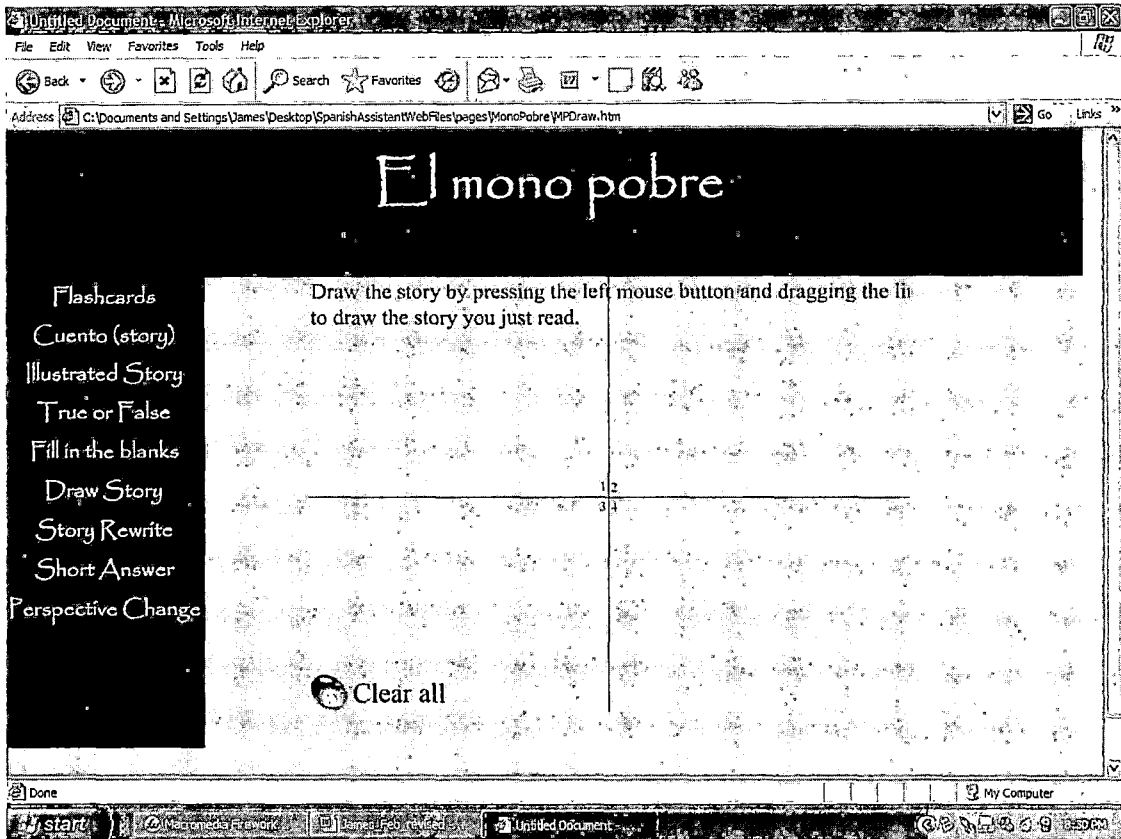 Untitled Document - Microsoft Internet Explorer
File Edit View Favorites Tools Help
Back Search Favorites
Address C:\Documents and Settings\James\Desktop\SpanishAssistantWebFiles\pages\MonoPobre\MPDraw.htm Go Links »
El mono pobre
Flashcards
Cuento (story)
Illustrated Story
True or False
Fill in the blanks
Draw Story
Story Rewrite
Short Answer
Perspective Change
Draw the story by pressing the left mouse button and dragging the lin
to draw the story you just read.
1 2
3 4
Clear all
Done My Computer
start Macromedia Firework... James_Feb_revised Untitled Document -...